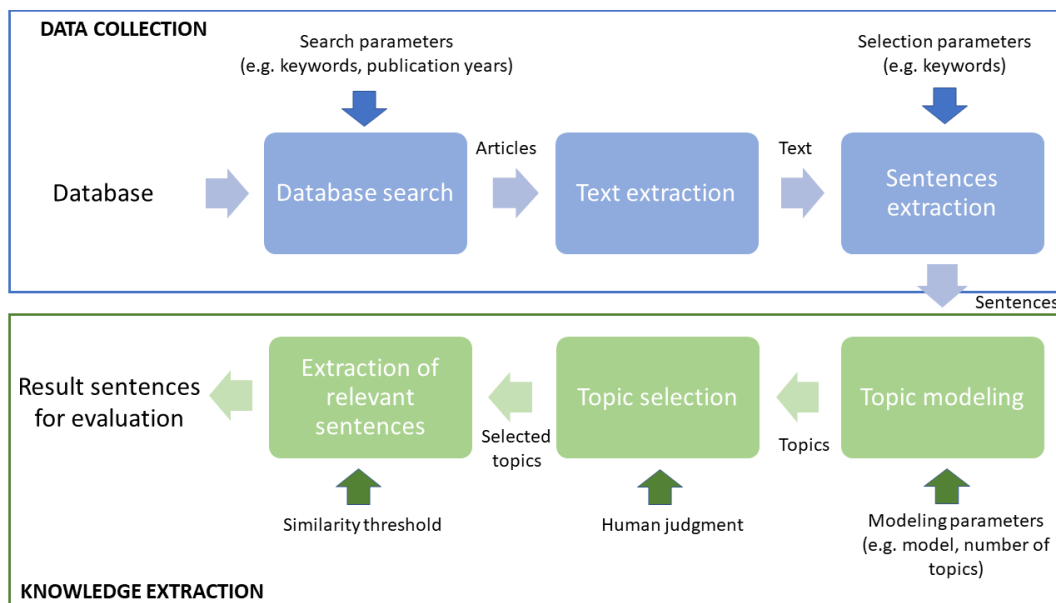 DATA COLLECTION
Search parameters
(e.g. keywords, publication years)
Selection parameters
(e.g. keywords)
Database
Database search
Articles
Text extraction
Text
Sentences
extraction
Sentences
Result sentences
for evaluation
Extraction of
relevant
sentences
Selected
topics
Topic selection
Topics
Topic modeling
Similarity threshold
Human judgment
Modeling parameters
(e.g. model, number of
topics)
KNOWLEDGE EXTRACTION